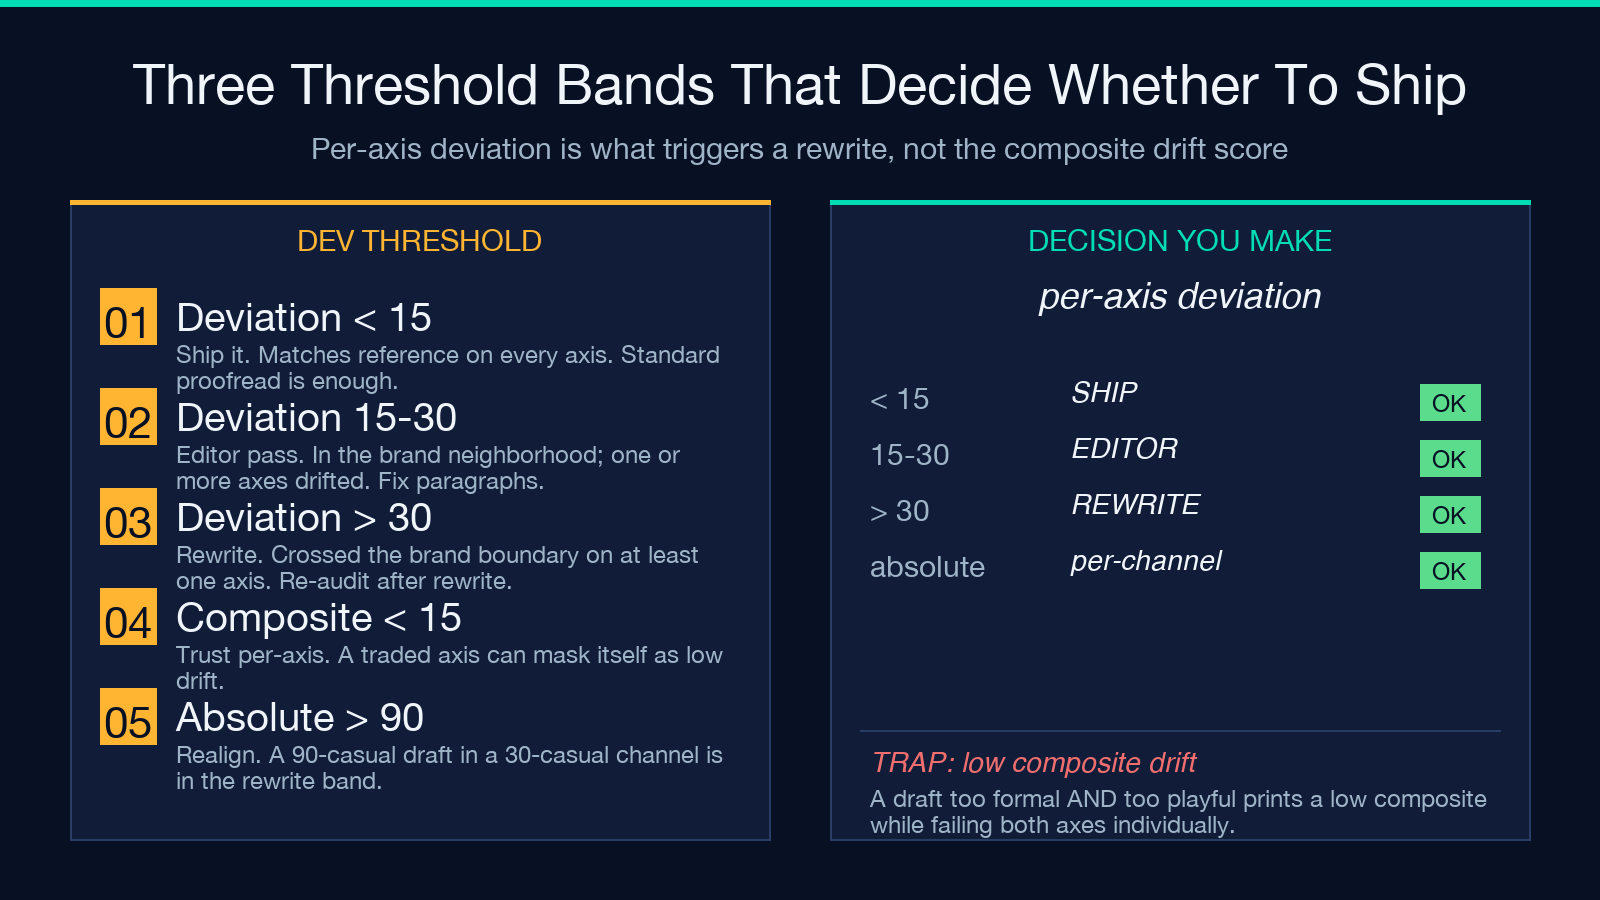 Three Threshold Bands That Decide Whether To Ship
Per-axis deviation is what triggers a rewrite, not the composite drift score
DEV THRESHOLD
01
Deviation < 15
Ship it. Matches reference on every axis. Standard
proofread is enough.
02
Deviation 15-30
Editor pass. In the brand neighborhood; one or
more axes drifted. Fix paragraphs.
03
Deviation > 30
Rewrite. Crossed the brand boundary on at least
one axis. Re-audit after rewrite.
04
Composite < 15
Trust per-axis. A traded axis can mask itself as low
drift.
05
Absolute > 90
Realign. A 90-casual draft in a 30-casual channel is
in the rewrite band.
DECISION YOU MAKE
per-axis deviation
< 15 SHIP OK
15-30 EDITOR OK
> 30 REWRITE OK
absolute per-channel OK
TRAP: low composite drift
A draft too formal AND too playful prints a low composite
while failing both axes individually.